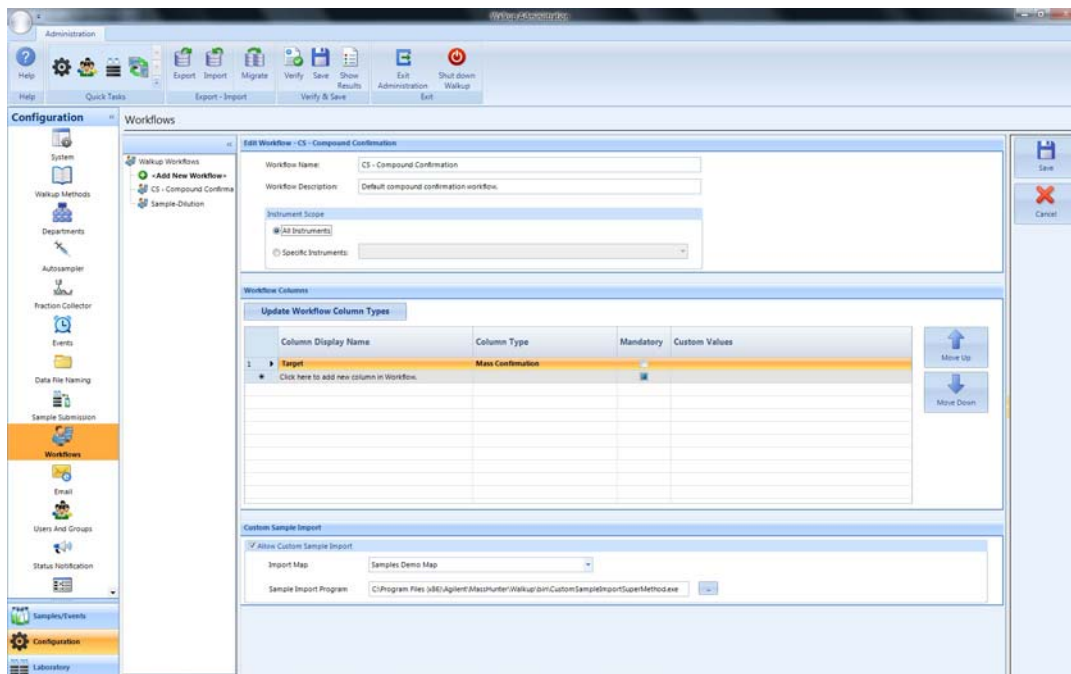 Walkup Administration
Administration
Help
Export
Import
Migrate
Verify
Save
Show Results
Exit Administration
Shut down Walkup
Help
Quick Tasks
Export - Import
Verify & Save
Exit
Configuration
System
Walkup Methods
Departments
Autosampler
Fraction Collector
Events
Data File Naming
Sample Submission
Workflows
Email
Users And Groups
Status Notification
Samples/Events
Configuration
Laboratory
Workflows
Walkup Workflows
<Add New Workflow>
CS - Compound Confirma
Sample-Dilution
Edit Workflow - CS - Compound Confirmation
Workflow Name: CS - Compound Confirmation
Workflow Description: Default compound confirmation workflow.
Instrument Scope
All Instruments
Specific Instruments:
Workflow Columns
Update Workflow Column Types
Column Display Name Column Type Mandatory Custom Values
1 Target Mass Confirmation
Click here to add new column in Workflow.
Move Up
Move Down
Custom Sample Import
Allow Custom Sample Import
Import Map Samples Demo Map
Sample Import Program C:\Program Files (x86)\Agilent\MassHunter\Walkup\bin\CustomSampleImportSuperMethod.exe ...
Save
Cancel